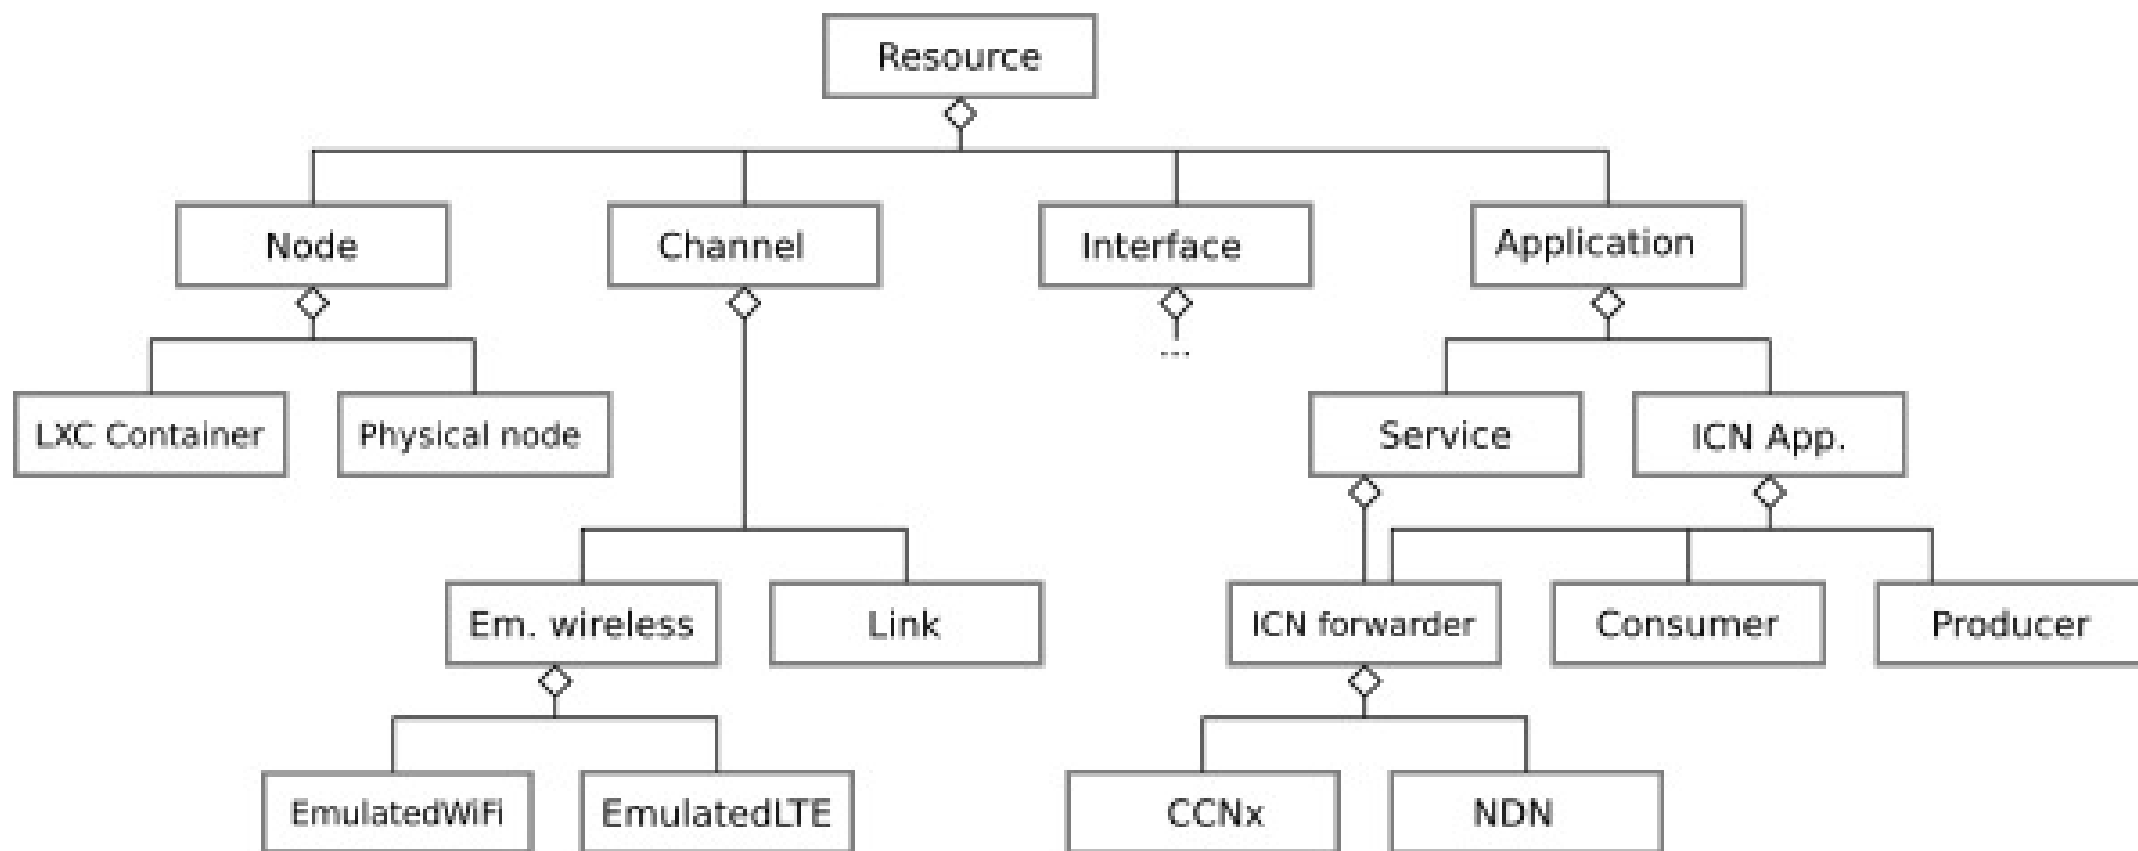 Resource
Node
Channel
Interface
Application
...
LXC Container
Physical node
Service
ICN App.
Em. wireless
Link
ICN forwarder
Consumer
Producer
EmulatedWiFi
EmulatedLTE
CCNx
NDN